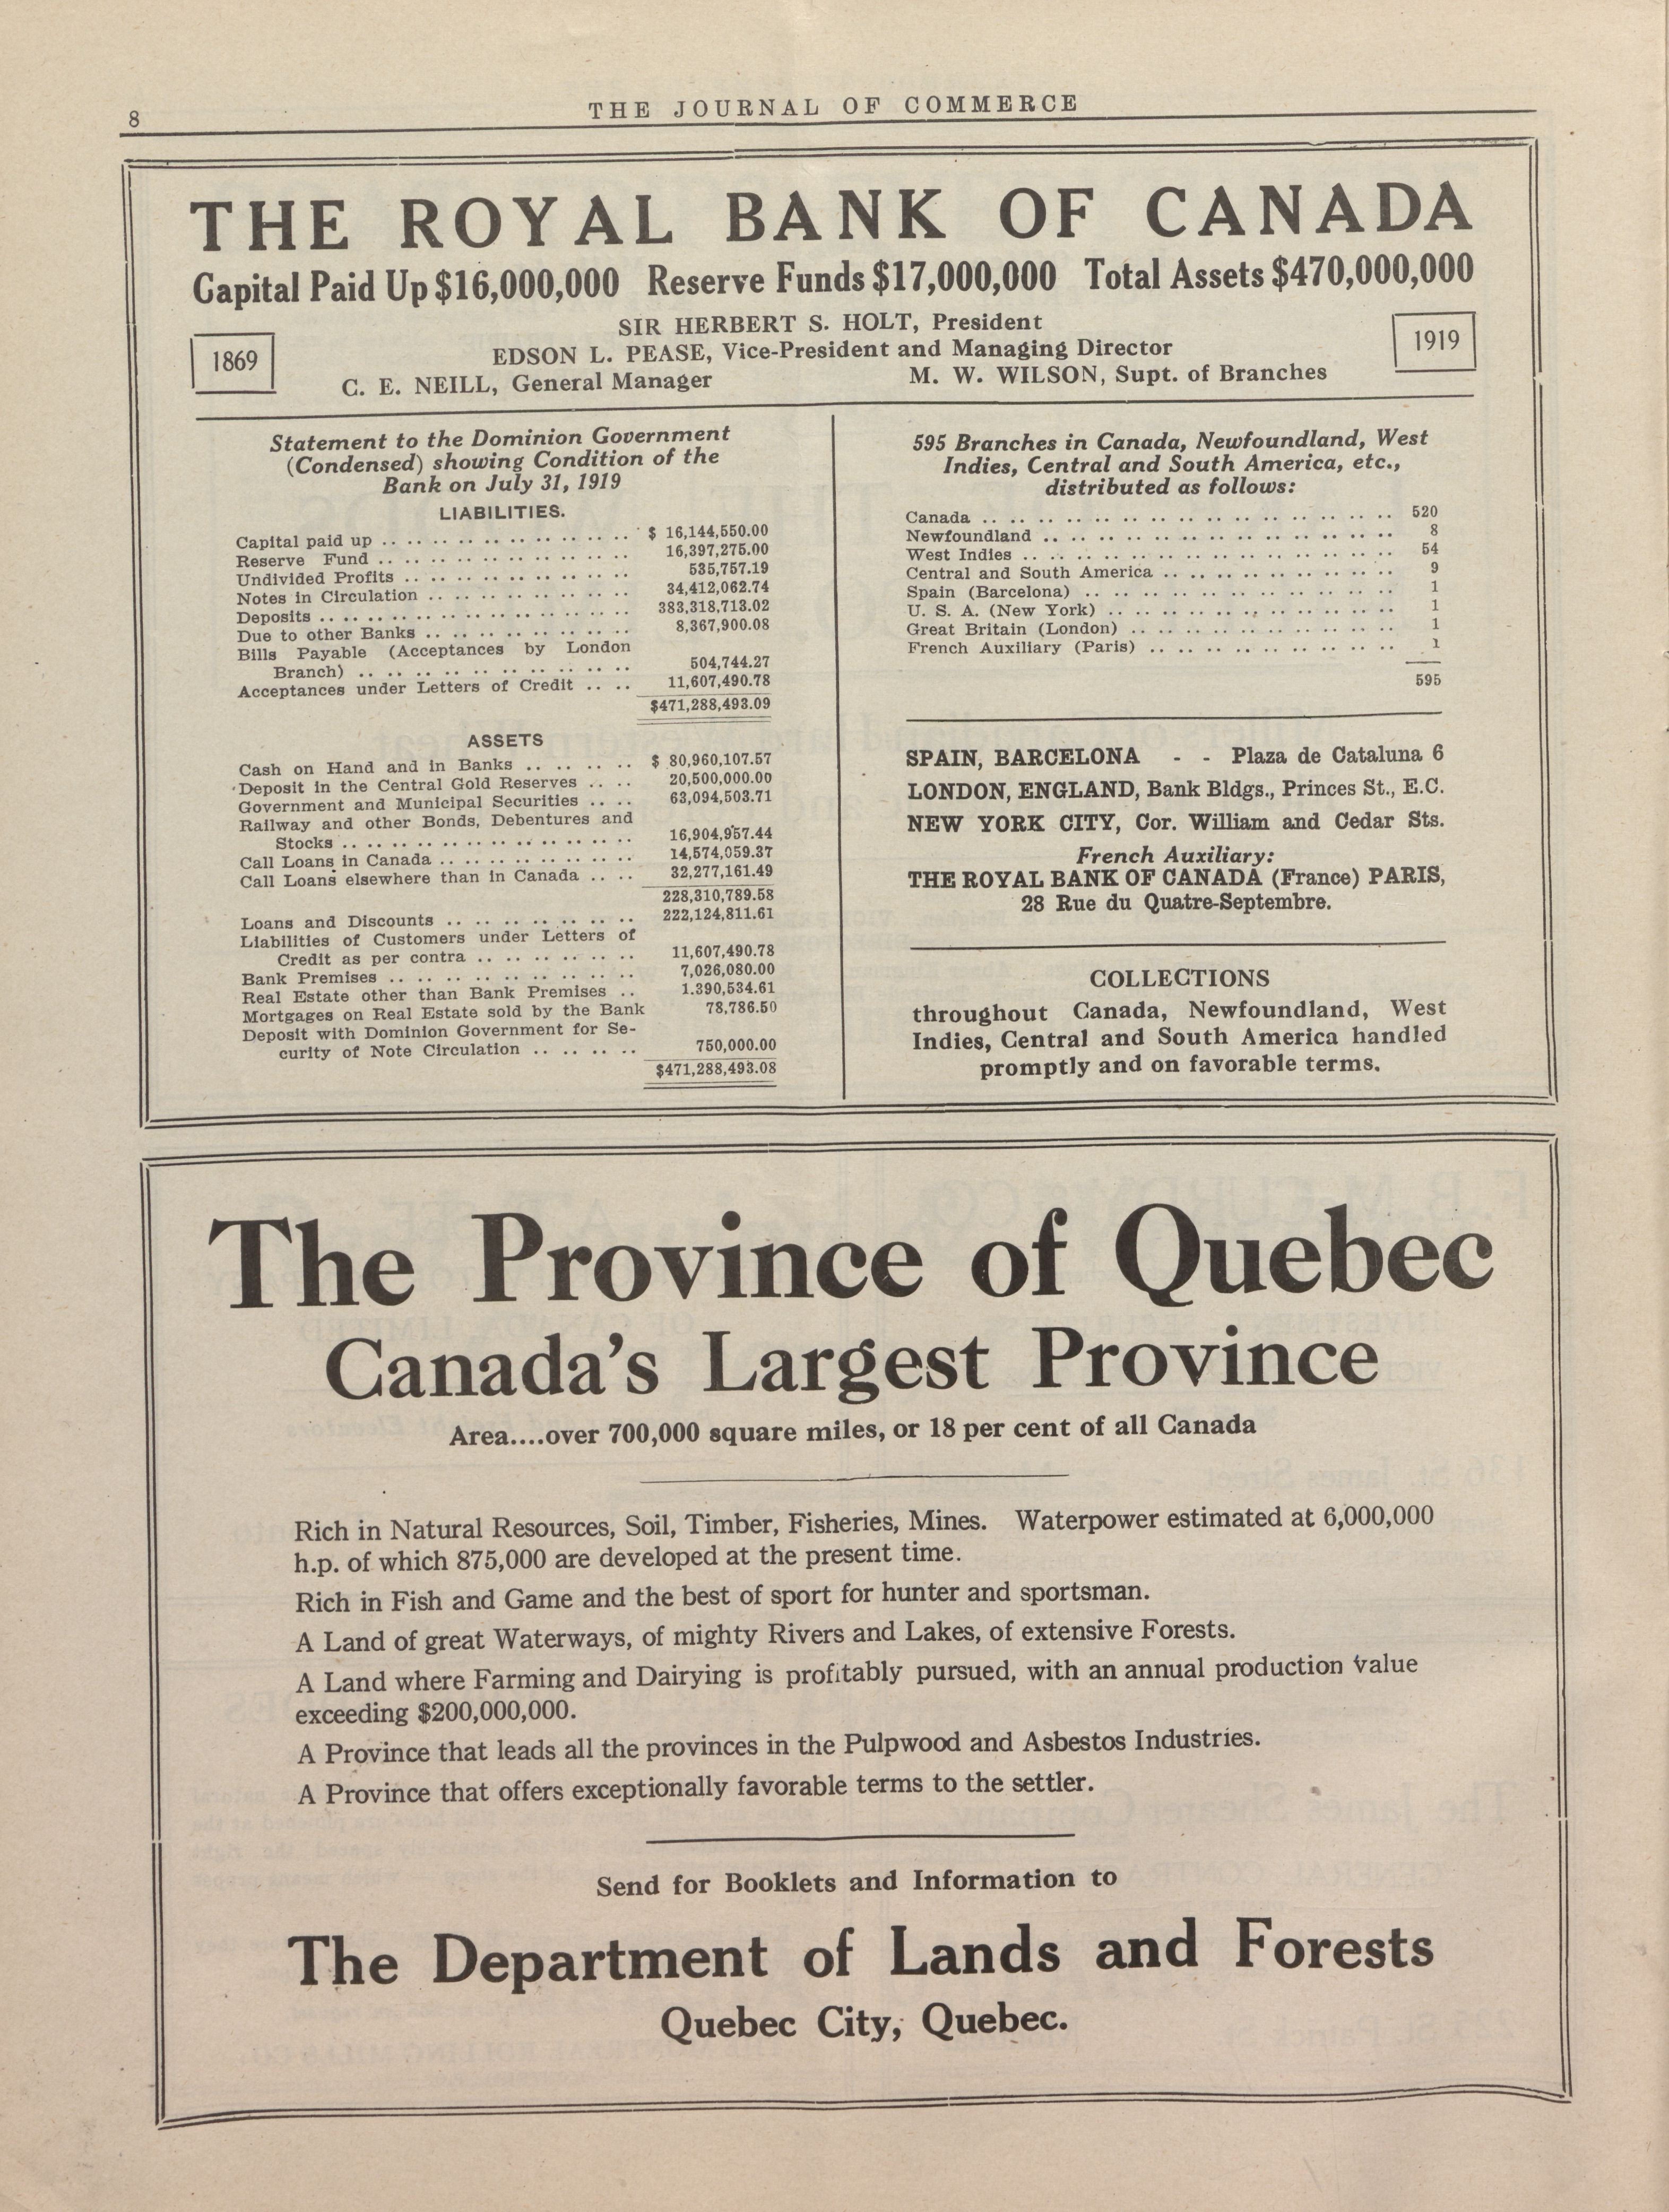 8
THE JOURNAL OF COMMERCE
THE ROYAL BANK OF CANADA
Capital Paid Up $16,000,000 Reserve Funds $17,000,000 Total Assets $470,000,000
SIR HERBERT S. HOLT, President
1869
EDSON L. PEASE, Vice-President and Managing Director
1919
C. E. NEILL, General Manager M. W. WILSON, Supt. of Branches
Statement to the Dominion Government
(Condensed) showing Condition of the
Bank on July 31, 1919
LIABILITIES.
Capital paid up .. .. .. .. .. .. .. .. .. .. $ 16,144,550.00
Reserve Fund .. .. .. .. .. .. .. .. .. .. 16,397,275.00
Undivided Profits .. .. .. .. .. .. .. .. .. 535,757.19
Notes in Circulation .. .. .. .. .. .. .. .. 34,412,062.74
Deposits .. .. .. .. .. .. .. .. .. .. .. .. 383,318,713.02
Due to other Banks .. .. .. .. .. .. .. .. 8,367,900.08
Bills Payable (Acceptances by London
Branch) .. .. .. .. .. .. .. .. .. .. 504,744.27
Acceptances under Letters of Credit .. .. 11,607,490.78
$471,288,493.09
ASSETS
Cash on Hand and in Banks .. .. .. .. $ 80,960,107.57
Deposit in the Central Gold Reserves .. .. 20,500,000.00
Government and Municipal Securities .. .. 63,094,503.71
Railway and other Bonds, Debentures and
Stocks .. .. .. .. .. .. .. .. .. .. .. 16,904,957.44
Call Loans in Canada .. .. .. .. .. .. .. 14,574,059.37
Call Loans elsewhere than in Canada .. .. 32,277,161.49
228,310,789.58
Loans and Discounts .. .. .. .. .. .. .. 222,124,811.61
Liabilities of Customers under Letters of
Credit as per contra .. .. .. .. .. .. 11,607,490.78
Bank Premises .. .. .. .. .. .. .. .. .. 7,026,080.00
Real Estate other than Bank Premises .. 1.390,534.61
Mortgages on Real Estate sold by the Bank 78,786.50
Deposit with Dominion Government for Se-
curity of Note Circulation .. .. .. .. 750,000.00
$471,288,493.08
595 Branches in Canada, Newfoundland, West
Indies, Central and South America, etc.,
distributed as follows:
Canada .. .. .. .. .. .. .. .. .. .. .. .. .. .. .. 520
Newfoundland .. .. .. .. .. .. .. .. .. .. .. .. .. 8
West Indies .. .. .. .. .. .. .. .. .. .. .. .. .. .. 54
Central and South America .. .. .. .. .. .. .. .. 9
Spain (Barcelona) .. .. .. .. .. .. .. .. .. .. .. 1
U. S. A. (New York) .. .. .. .. .. .. .. .. .. .. 1
Great Britain (London) .. .. .. .. .. .. .. .. .. 1
French Auxiliary (Paris) .. .. .. .. .. .. .. .. .. 1
595
SPAIN, BARCELONA - - Plaza de Cataluna 6
LONDON, ENGLAND, Bank Bldgs., Princes St., E.C.
NEW YORK CITY, Cor. William and Cedar Sts.
French Auxiliary:
THE ROYAL BANK OF CANADA (France) PARIS,
28 Rue du Quatre-Septembre.
COLLECTIONS
throughout Canada, Newfoundland, West
Indies, Central and South America handled
promptly and on favorable terms.
The Province of Quebec
Canada's Largest Province
Area....over 700,000 square miles, or 18 per cent of all Canada
Rich in Natural Resources, Soil, Timber, Fisheries, Mines. Waterpower estimated at 6,000,000
h.p. of which 875,000 are developed at the present time.
Rich in Fish and Game and the best of sport for hunter and sportsman.
A Land of great Waterways, of mighty Rivers and Lakes, of extensive Forests.
A Land where Farming and Dairying is profitably pursued, with an annual production value
exceeding $200,000,000.
A Province that leads all the provinces in the Pulpwood and Asbestos Industries.
A Province that offers exceptionally favorable terms to the settler.
Send for Booklets and Information to
The Department of Lands and Forests
Quebec City, Quebec.